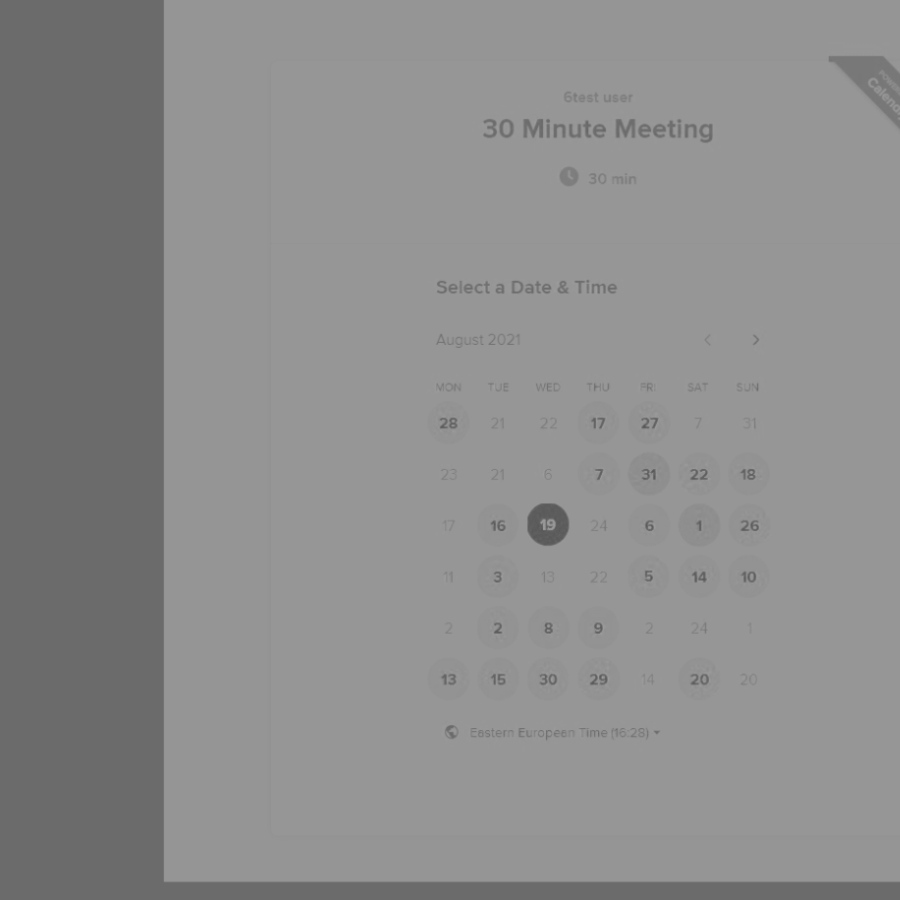 6test user
30 Minute Meeting
30 min
Select a Date & Time
August 2021
MON TUE WED THU FRI SAT SUN
28 21 22 17 27 7 31
23 21 6 7 31 22 18
17 16 19 24 6 1 26
11 3 13 22 5 14 10
2 2 8 9 2 24 1
13 15 30 29 14 20 20
Eastern European Time (16:28)